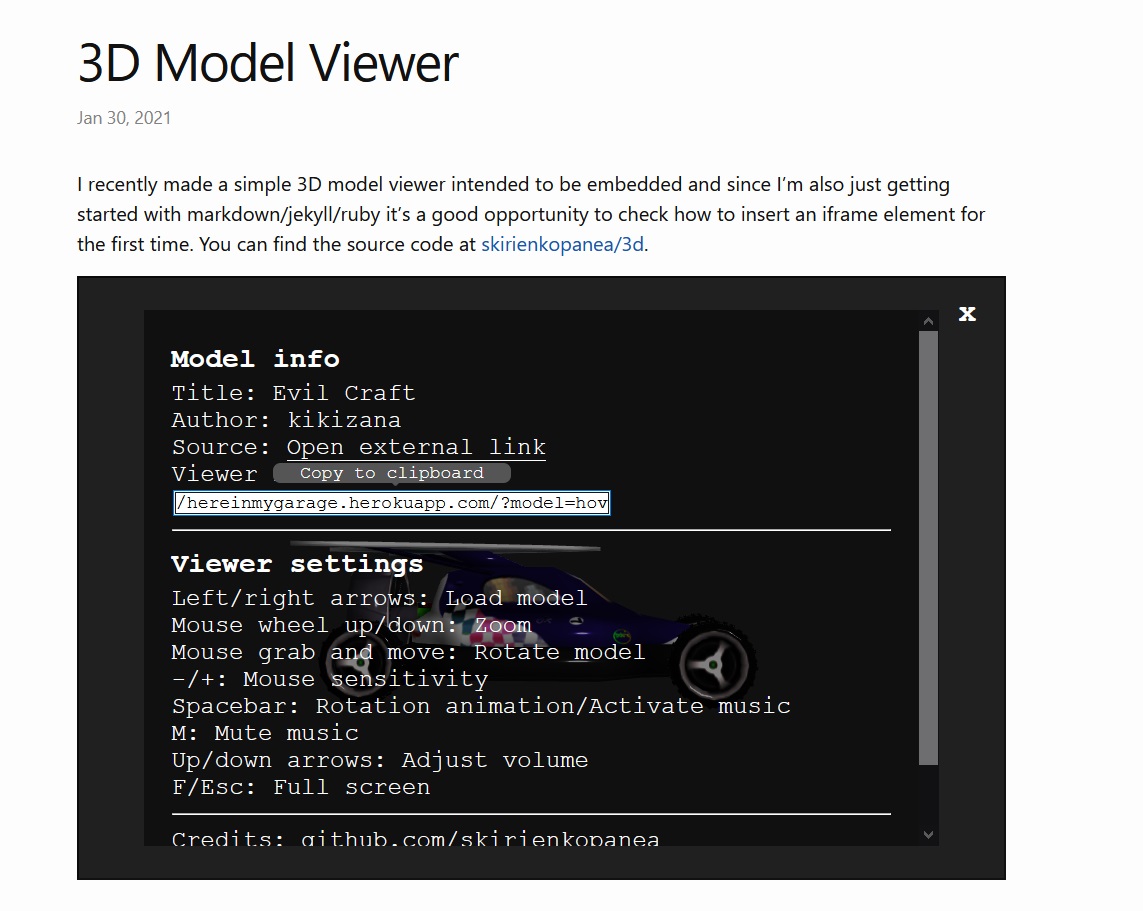 3D Model Viewer
Jan 30, 2021
I recently made a simple 3D model viewer intended to be embedded and since I’m also just getting
started with markdown/jekyll/ruby it’s a good opportunity to check how to insert an iframe element for
the first time. You can find the source code at skirienkopanea/3d.
x
Model info
Title: Evil Craft
Author: kikizana
Source: Open external link
Viewer
Copy to clipboard
/hereinmygarage.herokuapp.com/?model=hov
Viewer settings
Left/right arrows: Load model
Mouse wheel up/down: Zoom
Mouse grab and move: Rotate model
-/+: Mouse sensitivity
Spacebar: Rotation animation/Activate music
M: Mute music
Up/down arrows: Adjust volume
F/Esc: Full screen
Credits: github.com/skirienkopanea